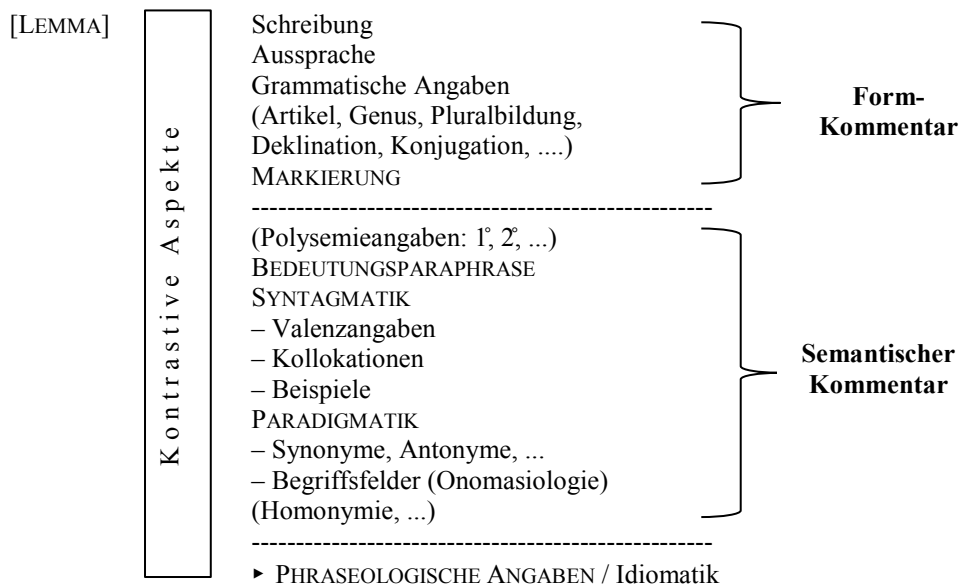 [LEMMA]
Kontrastive Aspekte
Schreibung
Aussprache
Grammatische Angaben
(Artikel, Genus, Pluralbildung,
Deklination, Konjugation, ....)
MARKIERUNG
Form-
Kommentar
----------------------------------------------------
(Polysemieangaben: 1°, 2°, ...)
BEDEUTUNGSPARAPHRASE
SYNTAGMATIK
– Valenzangaben
– Kollokationen
– Beispiele
PARADIGMATIK
– Synonyme, Antonyme, ...
– Begriffsfelder (Onomasiologie)
(Homonymie, ...)
Semantischer
Kommentar
----------------------------------------------------
► PHRASEOLOGISCHE ANGABEN / Idiomatik